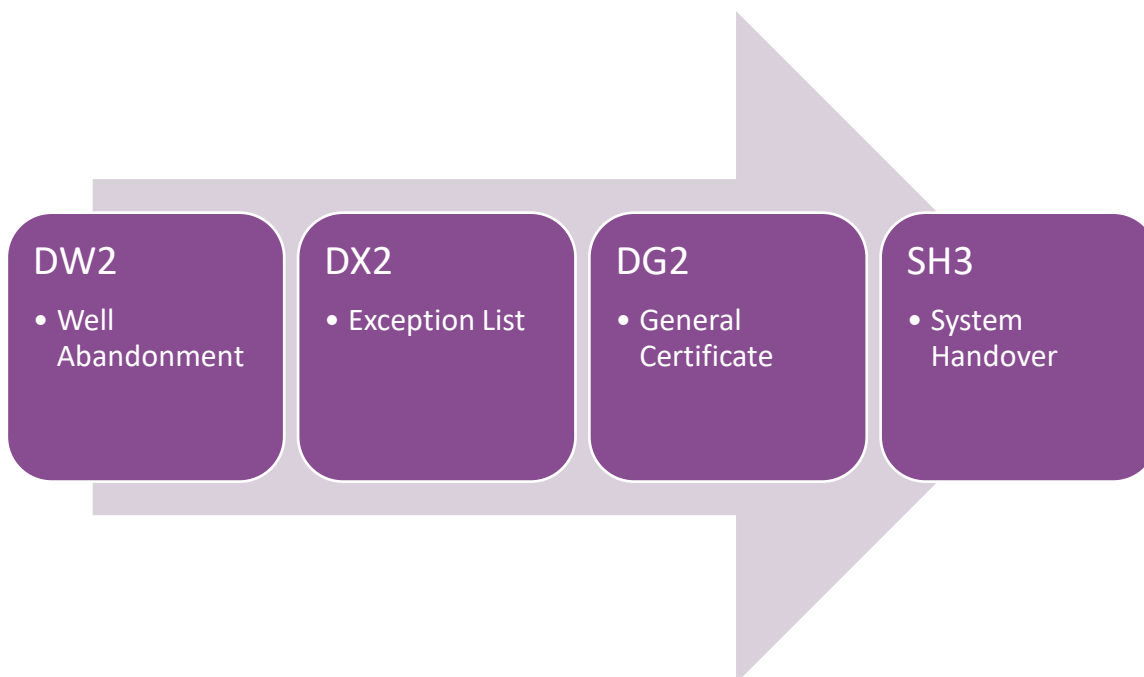 DW2
• Well
Abandonment
DX2
• Exception List
DG2
• General
Certificate
SH3
• System
Handover